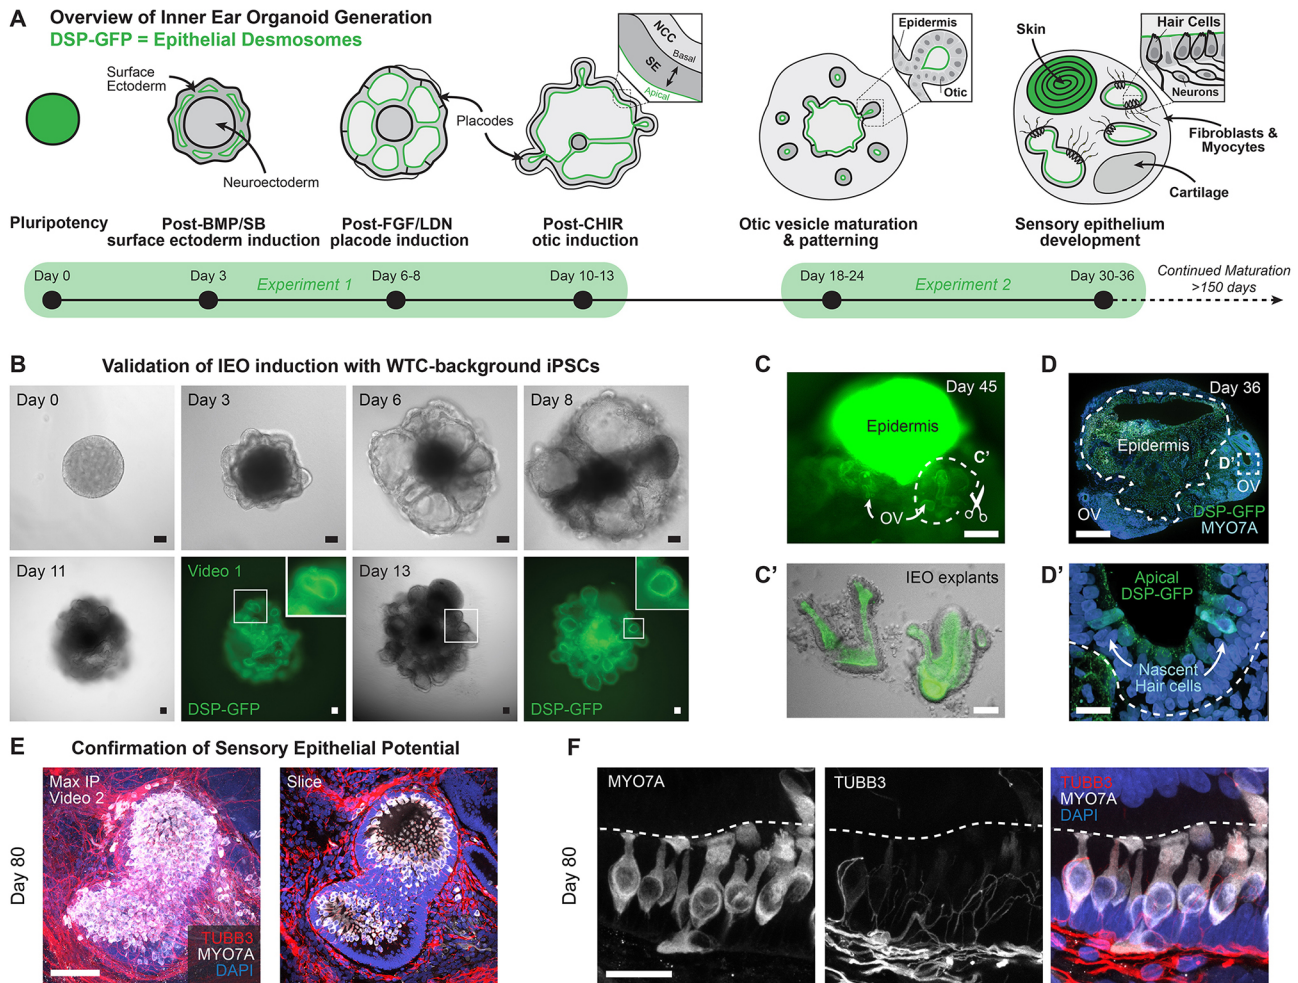 A
Overview of Inner Ear Organoid Generation
DSP-GFP = Epithelial Desmosomes
Surface
Ectoderm
Neuroectoderm
Placodes
NCC
Basal
SE
Apical
Epidermis
Otic
Skin
Hair Cells
Neurons
Fibroblasts &
Myocytes
Cartilage
Pluripotency
Post-BMP/SB
surface ectoderm induction
Post-FGF/LDN
placode induction
Post-CHIR
otic induction
Otic vesicle maturation
& patterning
Sensory epithelium
development
Day 0
Day 3
Experiment 1
Day 6-8
Day 10-13
Day 18-24
Experiment 2
Day 30-36
Continued Maturation
>150 days
B
Validation of IEO induction with WTC-background iPSCs
Day 0
Day 3
Day 6
Day 8
Day 11
Video 1
DSP-GFP
Day 13
DSP-GFP
C
Day 45
Epidermis
C'
OV
C'
IEO explants
D
Day 36
Epidermis
D'
OV
OV
DSP-GFP
MYO7A
D'
Apical
DSP-GFP
Nascent
Hair cells
E
Confirmation of Sensory Epithelial Potential
Day 80
Max IP
Video 2
TUBB3
MYO7A
DAPI
Slice
F
Day 80
MYO7A
TUBB3
TUBB3
MYO7A
DAPI